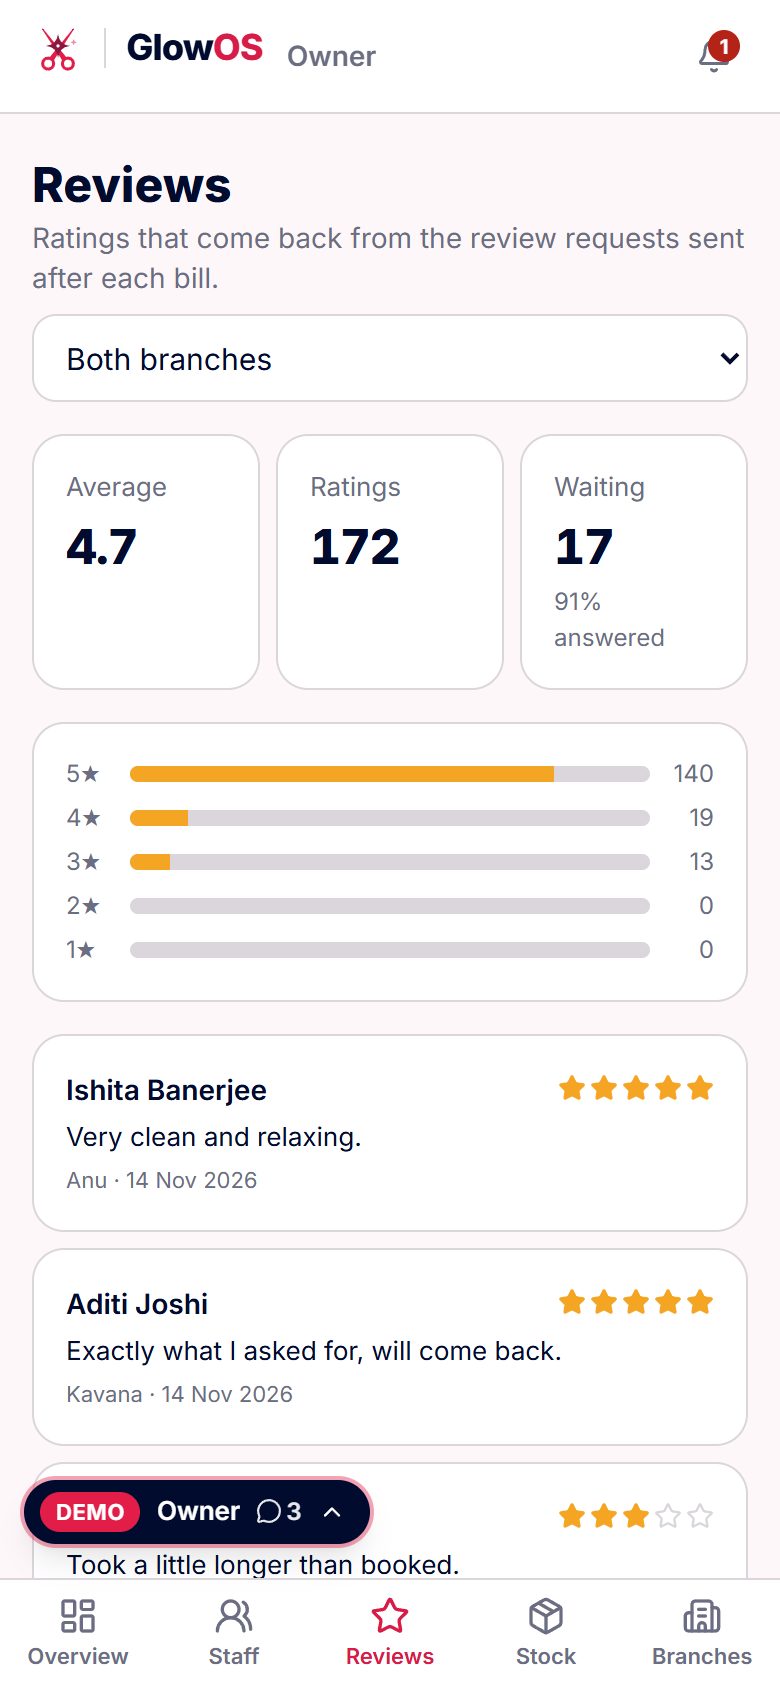 GlowOS Owner 1
Reviews
Ratings that come back from the review requests sent
after each bill.
Both branches
Average
4.7
Ratings
172
Waiting
17
91%
answered
5★ 140
4★ 19
3★ 13
2★ 0
1★ 0
Ishita Banerjee
Very clean and relaxing.
Anu · 14 Nov 2026
Aditi Joshi
Exactly what I asked for, will come back.
Kavana · 14 Nov 2026
DEMO Owner 3
Took a little longer than booked.
Overview Staff Reviews Stock Branches